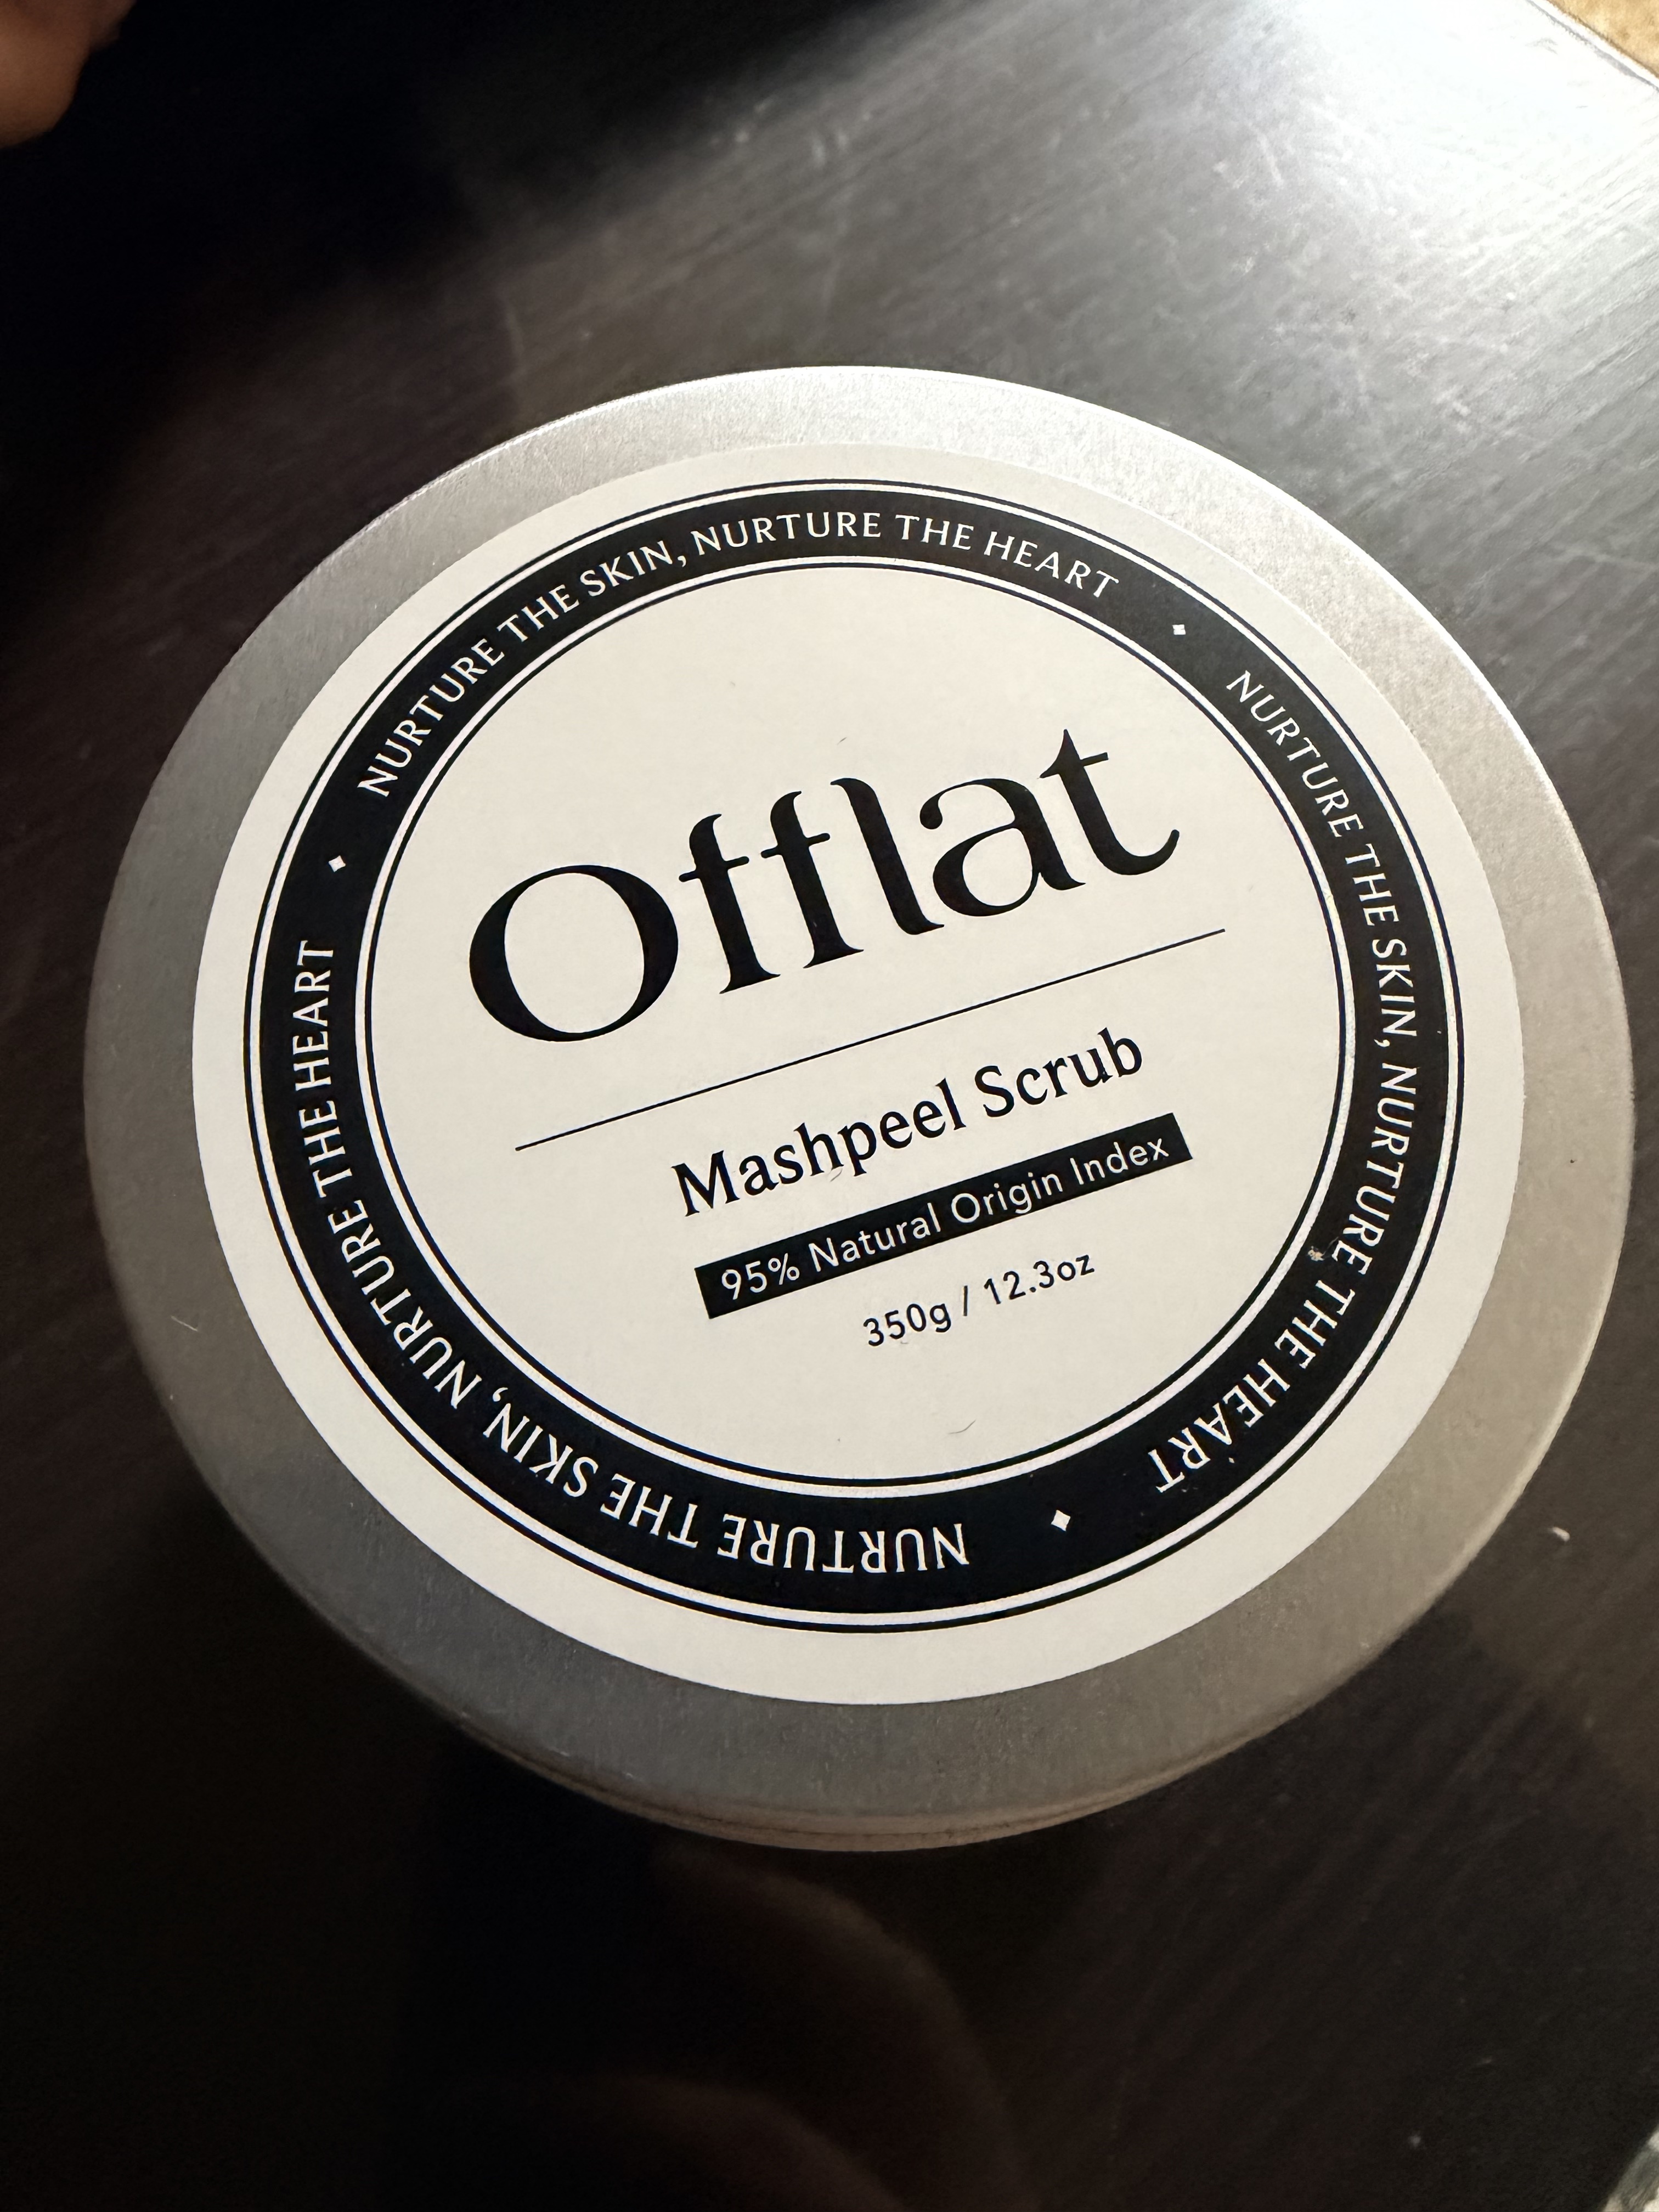 NURTURE THE SKIN, NURTURE THE HEART
NURTURE THE SKIN, NURTURE THE HEART
NURTURE THE SKIN, NURTURE THE HEART
Offlat
Mashpeel Scrub
95% Natural Origin Index
350g / 12.3oz